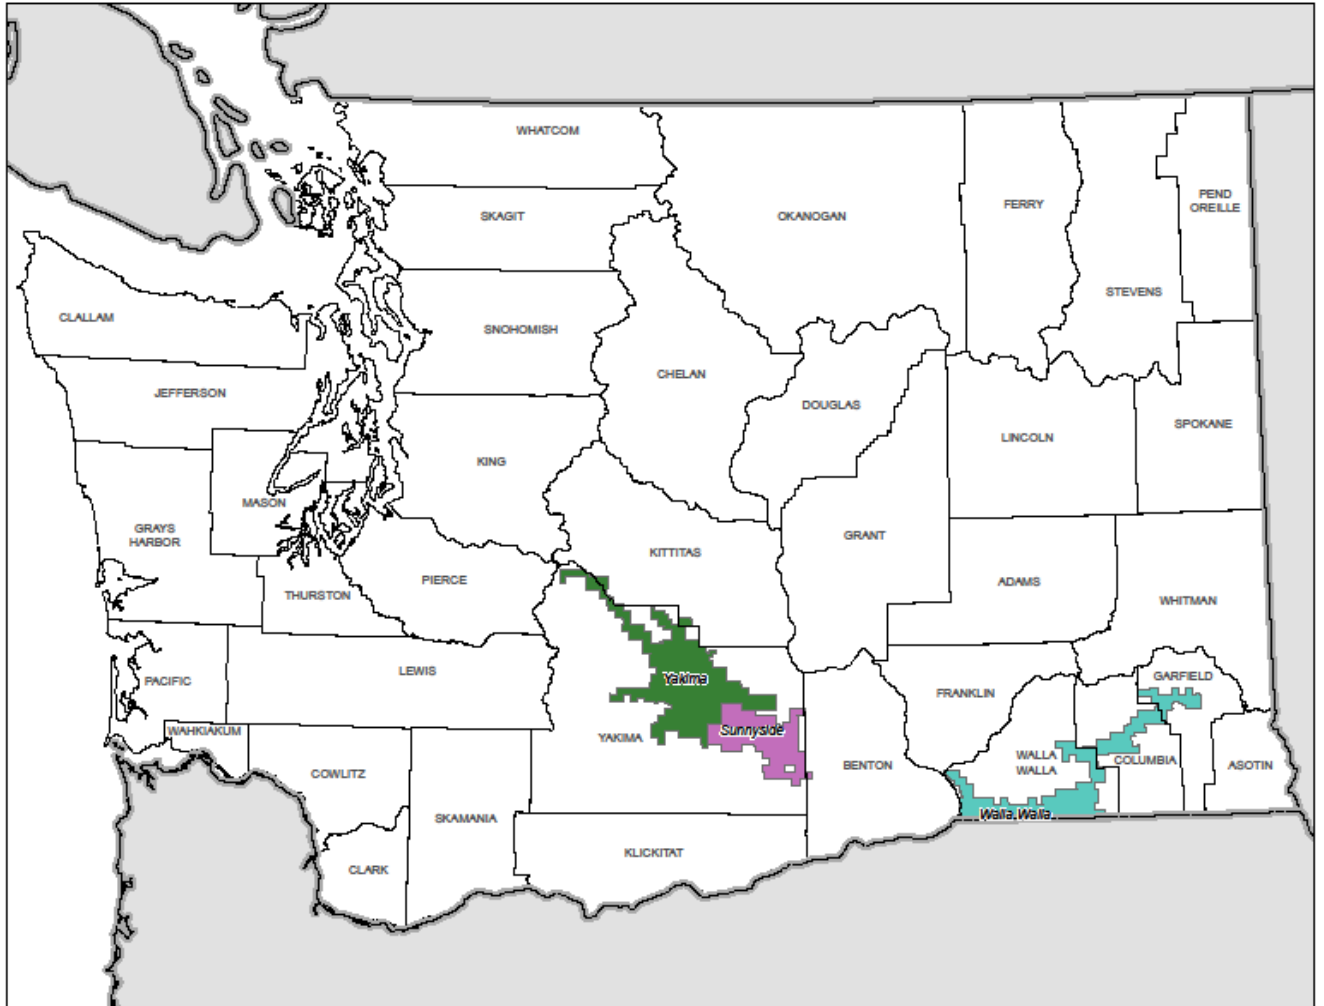 WHATCOM
PEND
OREILLE
FERRY
SKAGIT
OKANOGAN
STEVENS
CLALLAM
SNOHOMISH
CHELAN
JEFFERSON
DOUGLAS
SPOKANE
LINCOLN
KING
MASON
GRAYS
HARBOR
GRANT
KITTITAS
PIERCE
ADAMS
THURSTON
WHITMAN
LEWIS
GARFIELD
PACIFIC
Yakima
FRANKLIN
WAHKIAKUM
Sunnyside
YAKIMA
WALLA
WALLA
COLUMBIA
BENTON
ASOTIN
COWLITZ
Walla Walla
SKAMANIA
KLICKITAT
CLARK